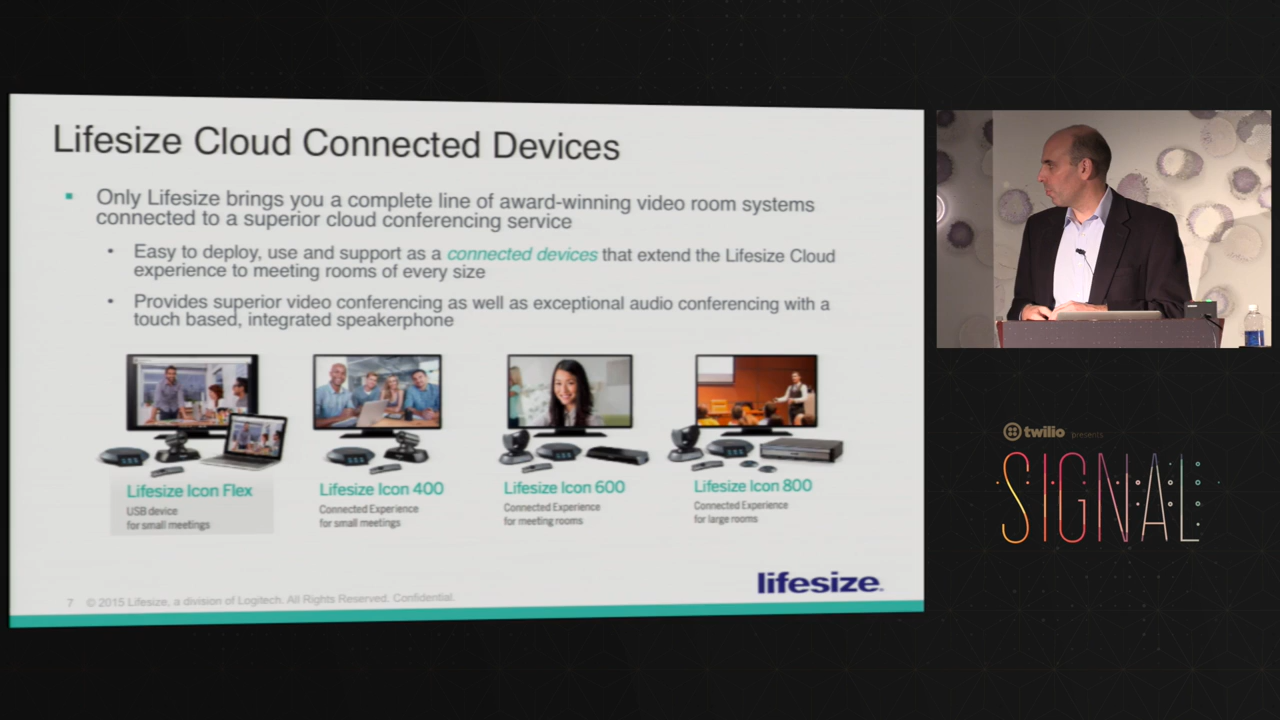 Lifesize Cloud Connected Devices
Only Lifesize brings you a complete line of award-winning video room systems
connected to a superior cloud conferencing service
Easy to deploy, use and support as a connected devices that extend the Lifesize Cloud
experience to meeting rooms of every size
Provides superior video conferencing as well as exceptional audio conferencing with a
touch based, integrated speakerphone
Lifesize Icon Flex
USB device
for small meetings
Lifesize Icon 400
Connected Experience
for small meetings
Lifesize Icon 600
Connected Experience
for meeting rooms
Lifesize Icon 800
Connected Experience
for large rooms
7 © 2015 Lifesize, a division of Logitech. All Rights Reserved. Confidential.
lifesize.
twilio presents
SIGNAL